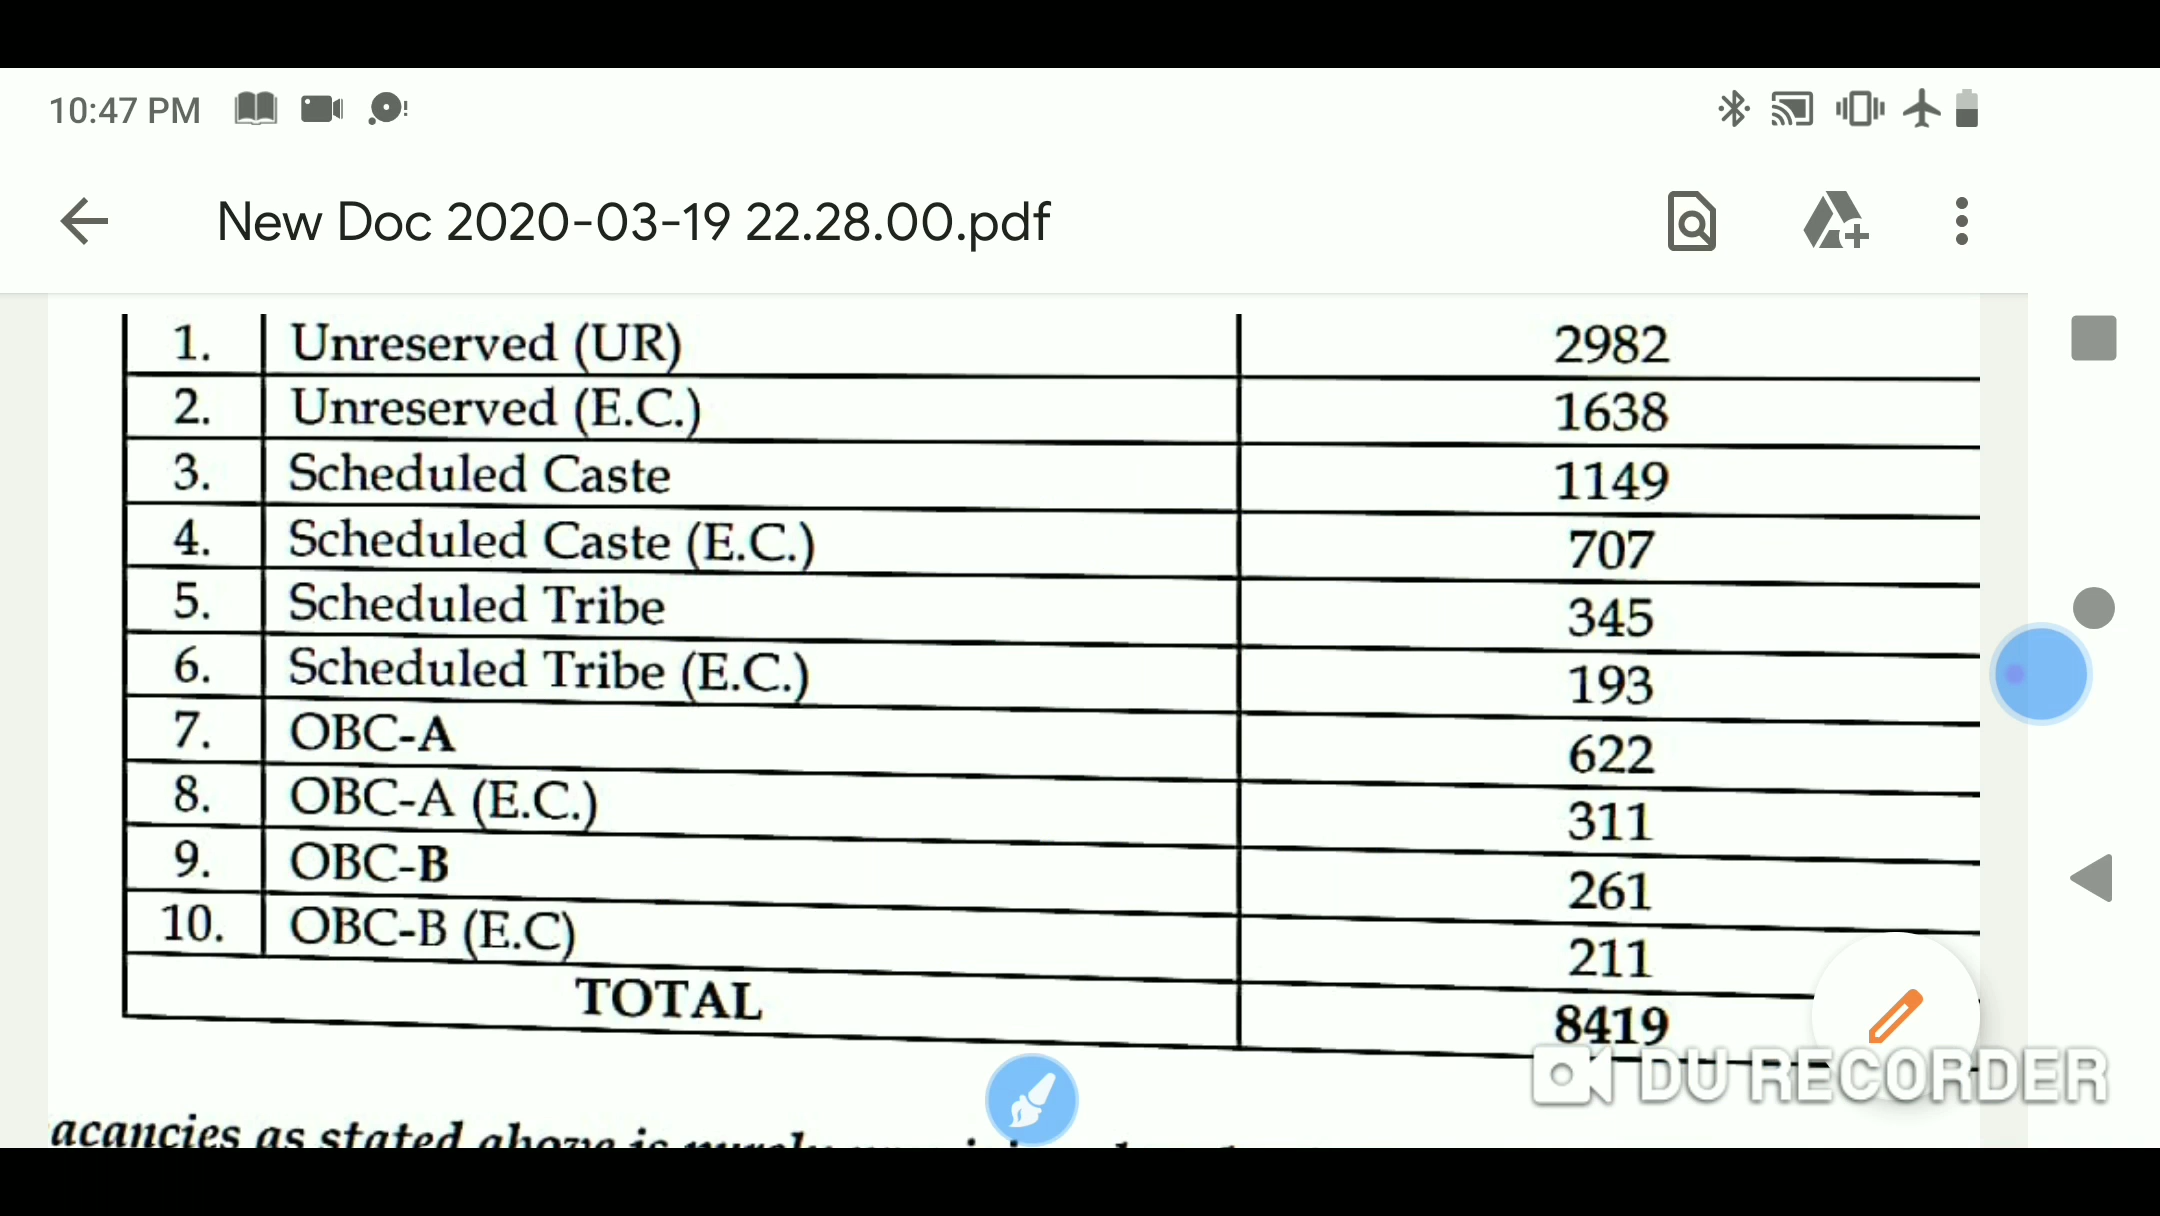 10:47 PM
New Doc 2020-03-19 22.28.00.pdf
1. Unreserved (UR) 2982
2. Unreserved (E.C.) 1638
3. Scheduled Caste 1149
4. Scheduled Caste (E.C.) 707
5. Scheduled Tribe 345
6. Scheduled Tribe (E.C.) 193
7. OBC-A 622
8. OBC-A (E.C.) 311
9. OBC-B 261
10. OBC-B (E.C) 211
TOTAL 8419
DU RECORDER
acancies as stated above is purely